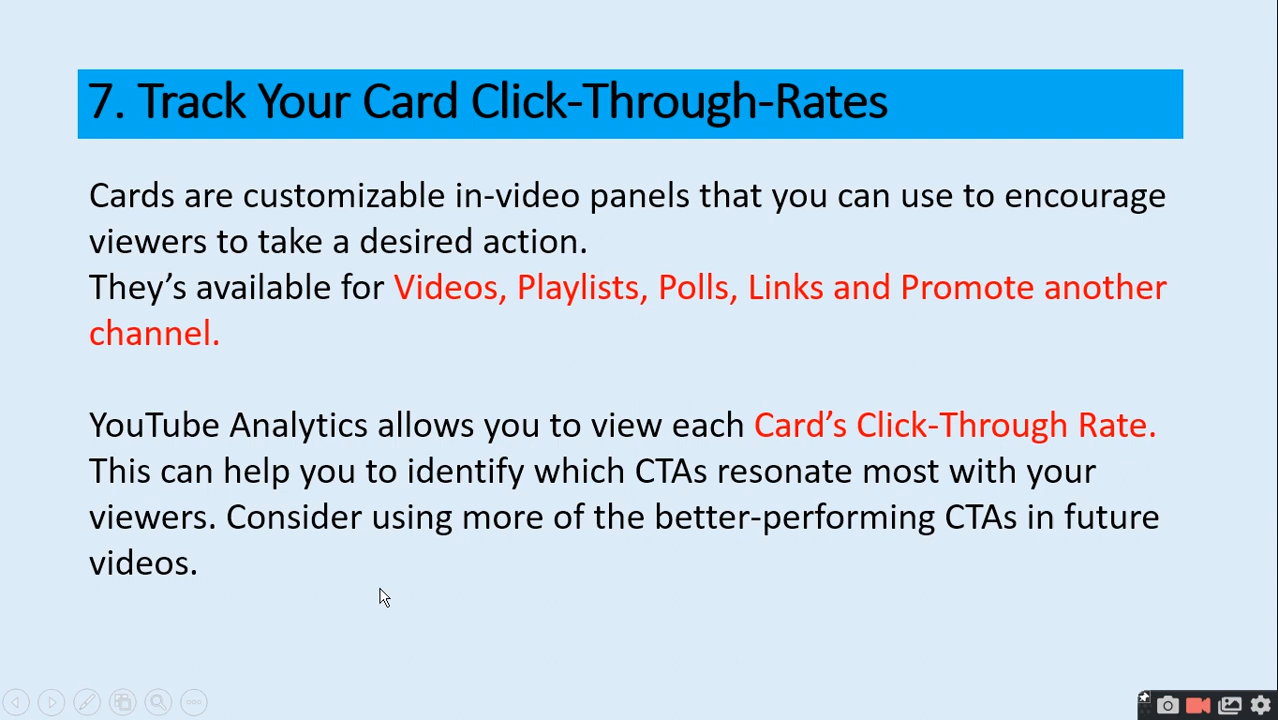 7. Track Your Card Click-Through-Rates
Cards are customizable in-video panels that you can use to encourage
viewers to take a desired action.
They’s available for Videos, Playlists, Polls, Links and Promote another
channel.
YouTube Analytics allows you to view each Card’s Click-Through Rate.
This can help you to identify which CTAs resonate most with your
viewers. Consider using more of the better-performing CTAs in future
videos.